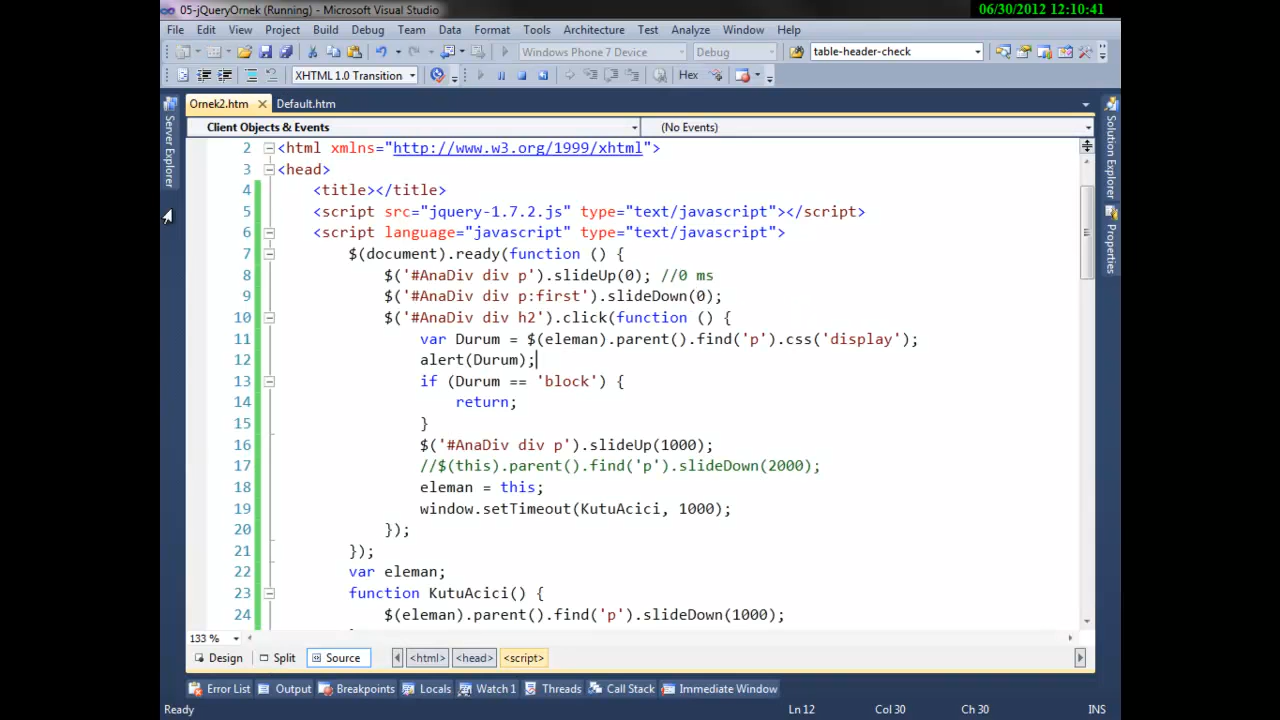 05-jQueryOrnek (Running) - Microsoft Visual Studio
06/30/2012 12:10:41
File Edit View Project Build Debug Team Data Format Tools Architecture Test Analyze Window Help
Windows Phone 7 Device Debug table-header-check
XHTML 1.0 Transition Hex
Ornek2.htm Default.htm
Client Objects & Events (No Events)
Server Explorer
Solution Explorer
Properties
2 <html xmlns="http://www.w3.org/1999/xhtml">
3 <head>
4 <title></title>
5 <script src="jquery-1.7.2.js" type="text/javascript"></script>
6 <script language="javascript" type="text/javascript">
7 $(document).ready(function () {
8 $('#AnaDiv div p').slideUp(0); //0 ms
9 $('#AnaDiv div p:first').slideDown(0);
10 $('#AnaDiv div h2').click(function () {
11 var Durum = $(eleman).parent().find('p').css('display');
12 alert(Durum);
13 if (Durum == 'block') {
14 return;
15 }
16 $('#AnaDiv div p').slideUp(1000);
17 //$(this).parent().find('p').slideDown(2000);
18 eleman = this;
19 window.setTimeout(KutuAcici, 1000);
20 });
21 });
22 var eleman;
23 function KutuAcici() {
24 $(eleman).parent().find('p').slideDown(1000);
133 %
Design Split Source <html> <head> <script>
Error List Output Breakpoints Locals Watch 1 Threads Call Stack Immediate Window
Ready Ln 12 Col 30 Ch 30 INS